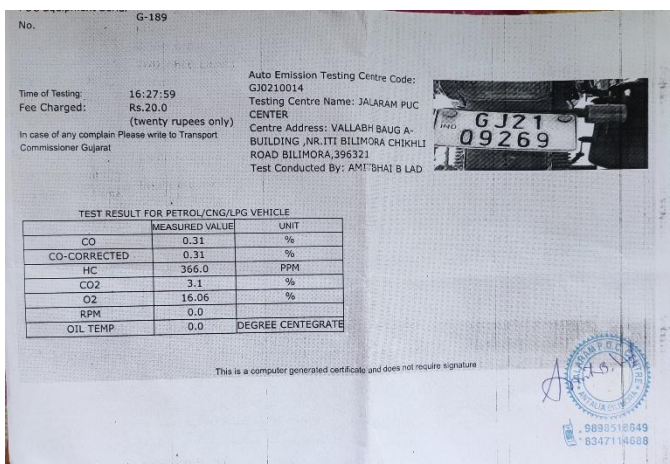 G-189
No.
Time of Testing: 16:27:59
Fee Charged: Rs.20.0
(twenty rupees only)
In case of any complain Please write to Transport
Commissioner Gujarat
Auto Emission Testing Centre Code:
GJ0210014
Testing Centre Name: JALARAM PUC
CENTER
Centre Address: VALLABH BAUG A-
BUILDING ,NR.ITI BILIMORA CHIKHLI
ROAD BILIMORA,396321
Test Conducted By: AMITBHAI B LAD
IND
GJ21
Q9269
TEST RESULT FOR PETROL/CNG/LPG VEHICLE
MEASURED VALUE UNIT
CO 0.31 %
CO-CORRECTED 0.31 %
HC 366.0 PPM
CO2 3.1 %
O2 16.06 %
RPM 0.0
OIL TEMP 0.0 DEGREE CENTEGRATE
This is a computer generated certificate and does not require signature
JALARAM P.U.C. CENTRE
. 9898518649
8347114688